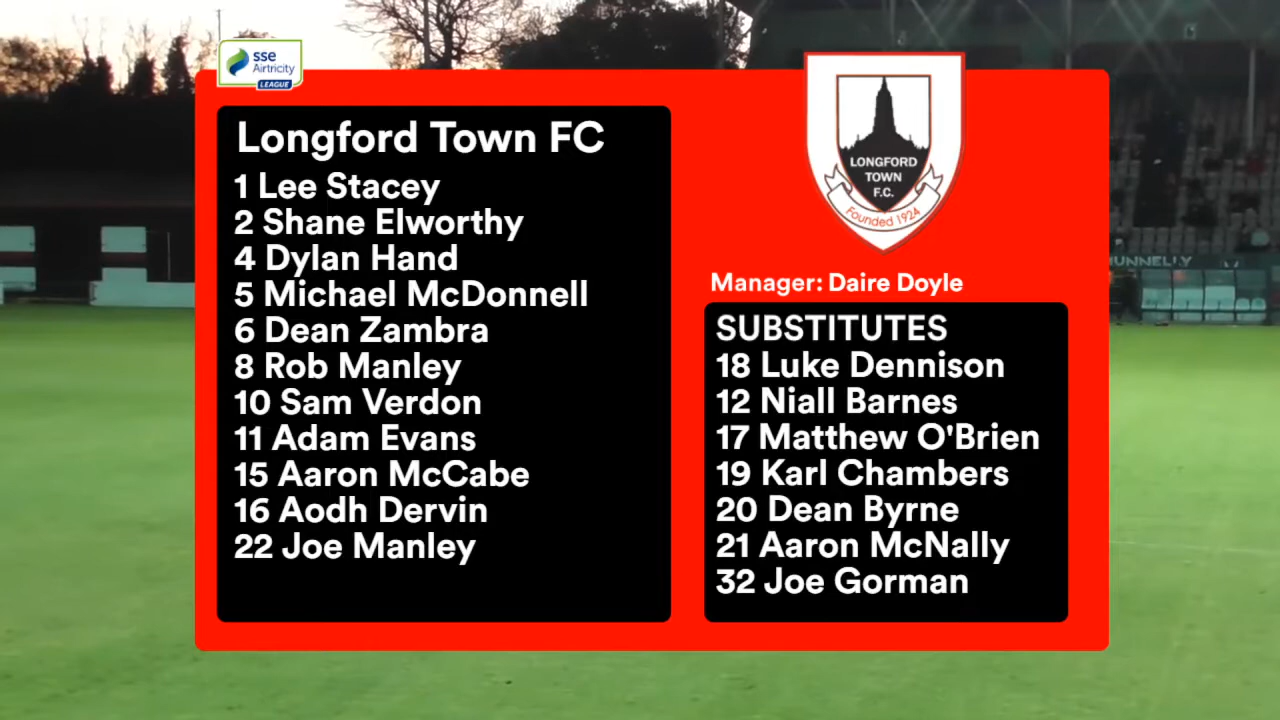 sse
Airtricity
LEAGUE
Longford Town FC
1 Lee Stacey
2 Shane Elworthy
4 Dylan Hand
5 Michael McDonnell
6 Dean Zambra
8 Rob Manley
10 Sam Verdon
11 Adam Evans
15 Aaron McCabe
16 Aodh Dervin
22 Joe Manley
LONGFORD
TOWN
F.C.
Founded 1924
Manager: Daire Doyle
SUBSTITUTES
18 Luke Dennison
12 Niall Barnes
17 Matthew O'Brien
19 Karl Chambers
20 Dean Byrne
21 Aaron McNally
32 Joe Gorman